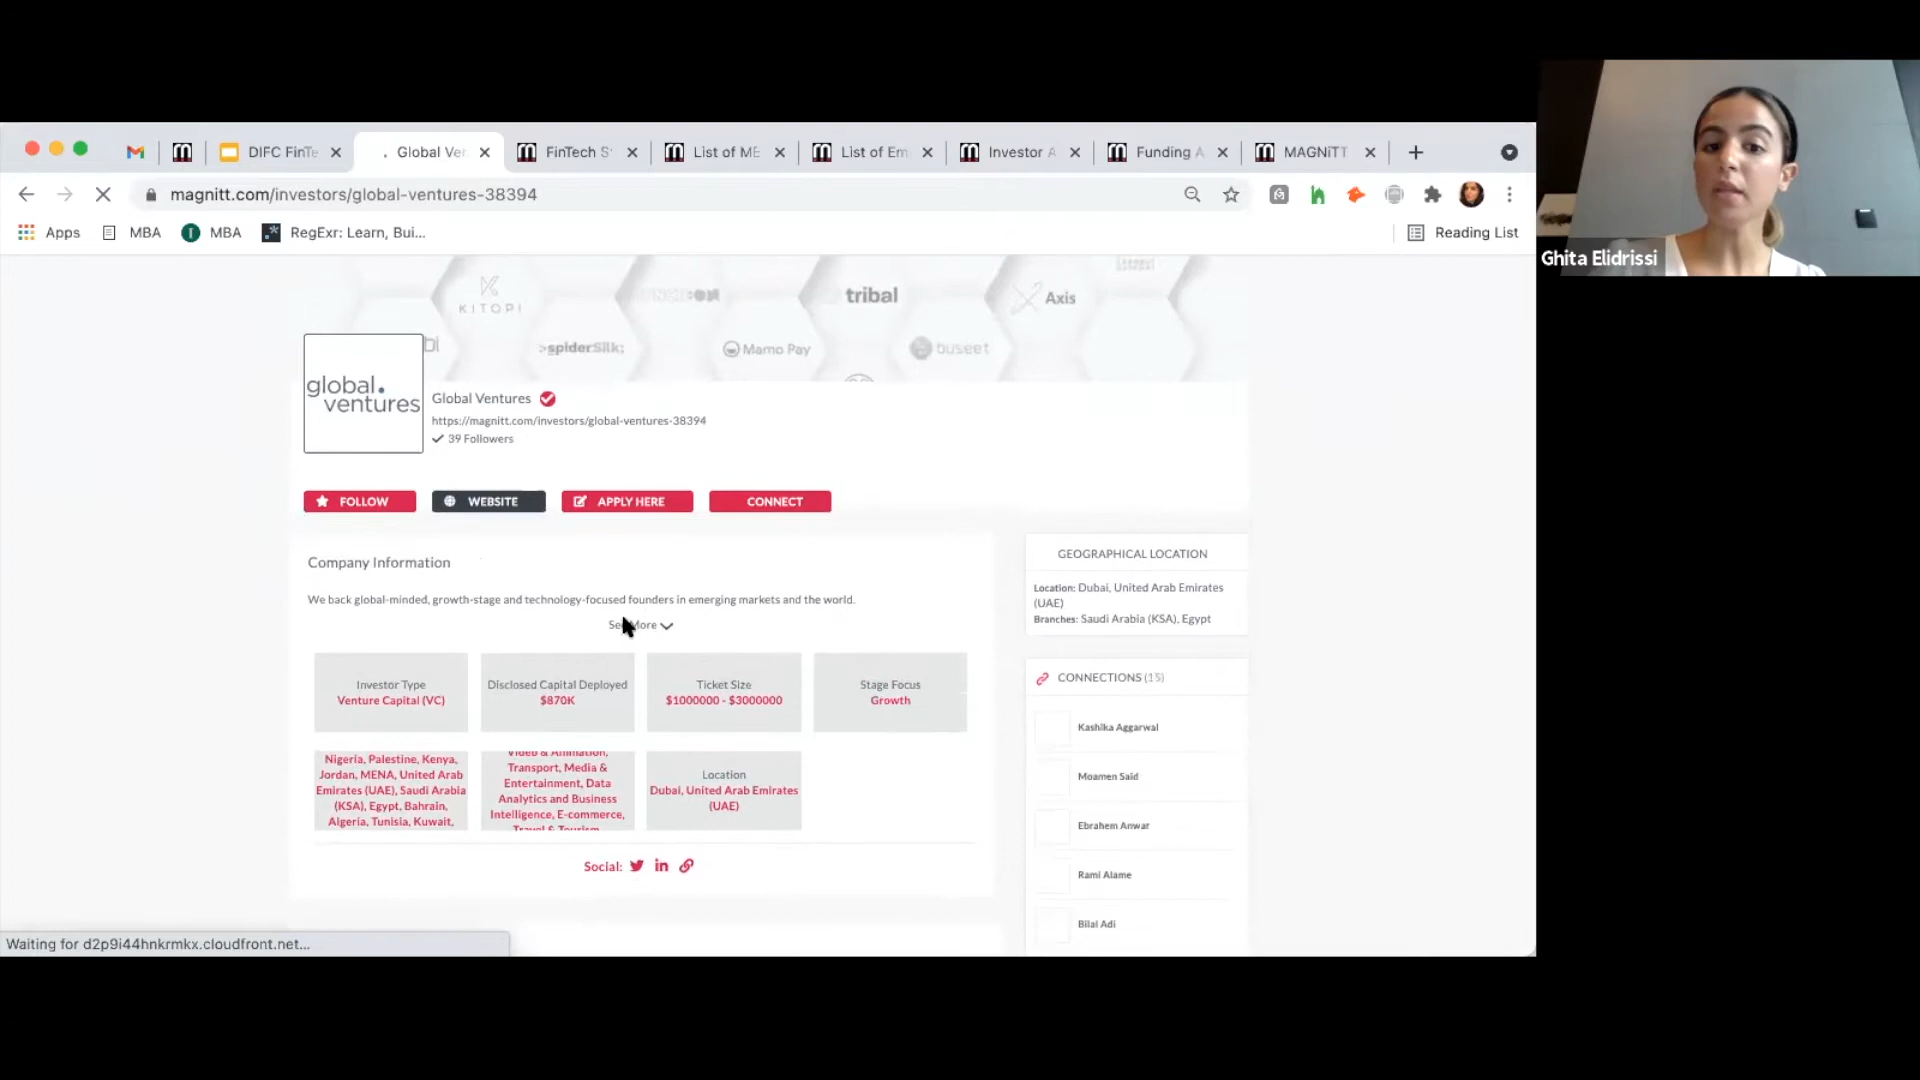 DIFC FinTe
Global Ver
FinTech S
List of ME
List of Em
Investor A
Funding A
MAGNiTT
magnitt.com/investors/global-ventures-38394
Apps
MBA
MBA
RegExr: Learn, Bui...
Reading List
Ghita Elidrissi
KITOPI
tribal
Axis
>spiderSilk;
Mamo Pay
buseet
global.
ventures
Global Ventures
https://magnitt.com/investors/global-ventures-38394
39 Followers
FOLLOW
WEBSITE
APPLY HERE
CONNECT
Company Information
We back global-minded, growth-stage and technology-focused founders in emerging markets and the world.
See More
Investor Type
Venture Capital (VC)
Disclosed Capital Deployed
$870K
Ticket Size
$1000000 - $3000000
Stage Focus
Growth
Nigeria, Palestine, Kenya,
Jordan, MENA, United Arab
Emirates (UAE), Saudi Arabia
(KSA), Egypt, Bahrain,
Algeria, Tunisia, Kuwait,
Video & Animation,
Transport, Media &
Entertainment, Data
Analytics and Business
Intelligence, E-commerce,
Travel & Tourism
Location
Dubai, United Arab Emirates
(UAE)
Social:
GEOGRAPHICAL LOCATION
Location: Dubai, United Arab Emirates
(UAE)
Branches: Saudi Arabia (KSA), Egypt
CONNECTIONS (15)
Kashika Aggarwal
Moamen Said
Ebrahem Anwar
Rami Alame
Bilal Adi
Waiting for d2p9i44hnkrmkx.cloudfront.net...